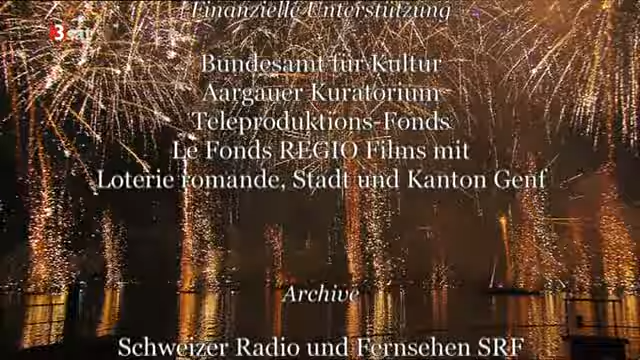 3sat
Finanzielle Unterstützung
Bundesamt für Kultur
Aargauer Kuratorium
Teleproduktions-Fonds
Le Fonds REGIO Films mit
Loterie romande, Stadt und Kanton Genf
Archive
Schweizer Radio und Fernsehen SRF